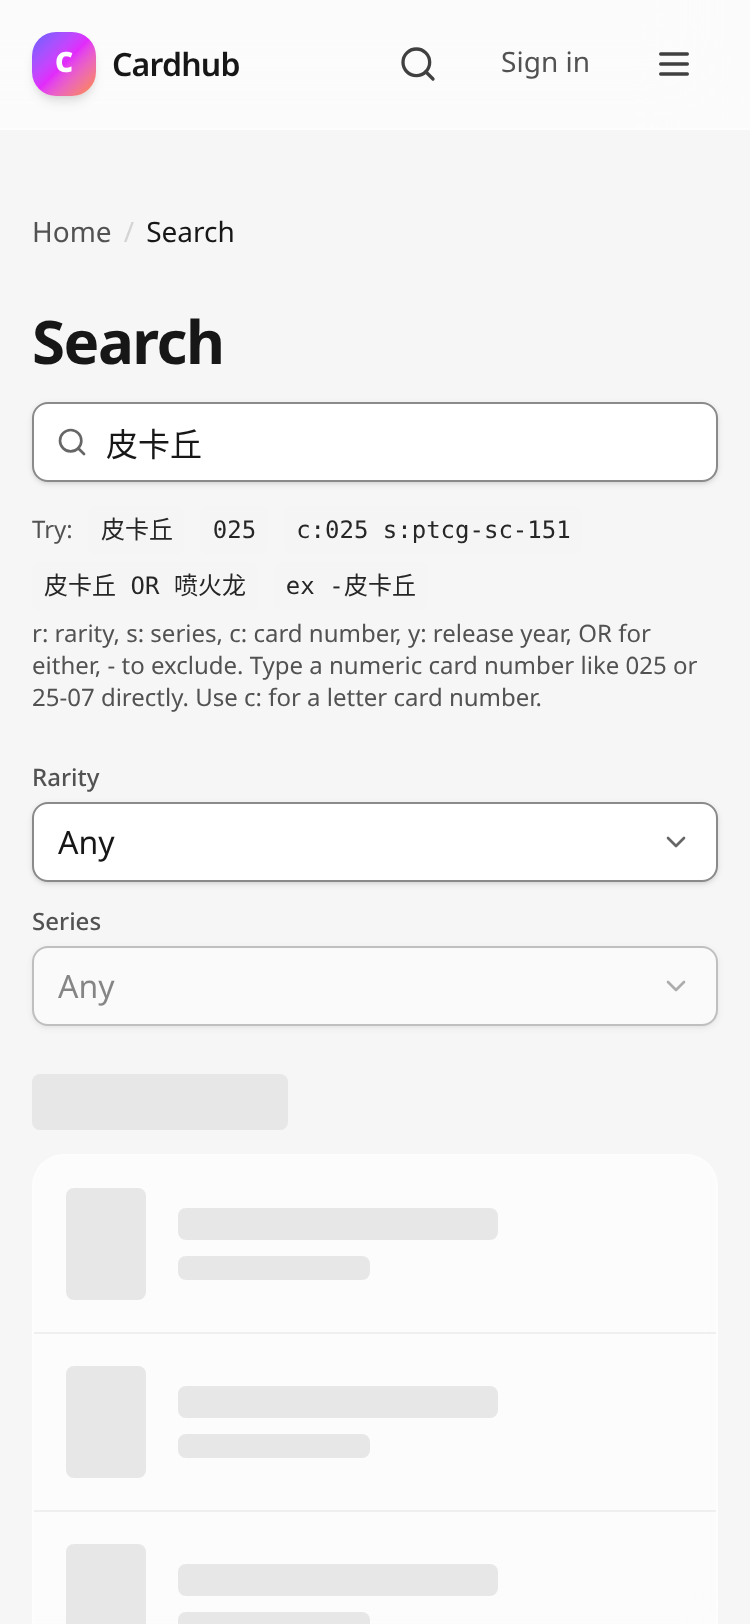 C Cardhub Sign in
Home / Search
Search
皮卡丘
Try: 皮卡丘 025 c:025 s:ptcg-sc-151
皮卡丘 OR 喷火龙 ex -皮卡丘
r: rarity, s: series, c: card number, y: release year, OR for
either, - to exclude. Type a numeric card number like 025 or
25-07 directly. Use c: for a letter card number.
Rarity
Any
Series
Any